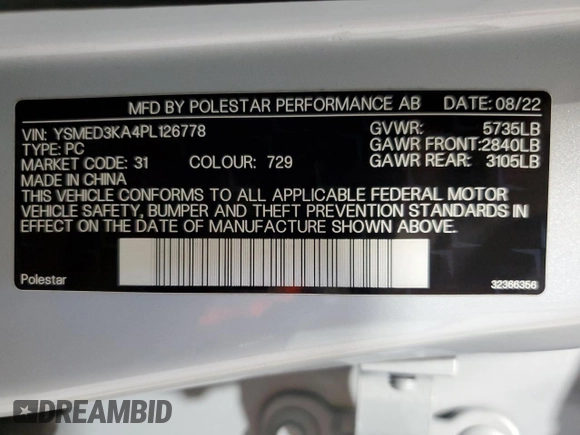 MFD BY POLESTAR PERFORMANCE AB DATE: 08/22
VIN: YSMED3KA4PL126778 GVWR: 5735LB
TYPE: PC GAWR FRONT: 2840LB
MARKET CODE: 31 COLOUR: 729 GAWR REAR: 3105LB
MADE IN CHINA
THIS VEHICLE CONFORMS TO ALL APPLICABLE FEDERAL MOTOR
VEHICLE SAFETY, BUMPER AND THEFT PREVENTION STANDARDS IN
EFFECT ON THE DATE OF MANUFACTURE SHOWN ABOVE.
Polestar 32366356
DREAMBID